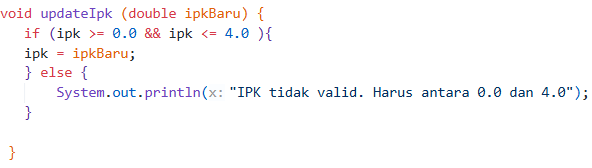 void updateIpk (double ipkBaru) {
if (ipk >= 0.0 && ipk <= 4.0 ){
ipk = ipkBaru;
} else {
System.out.println(x: "IPK tidak valid. Harus antara 0.0 dan 4.0");
}
}